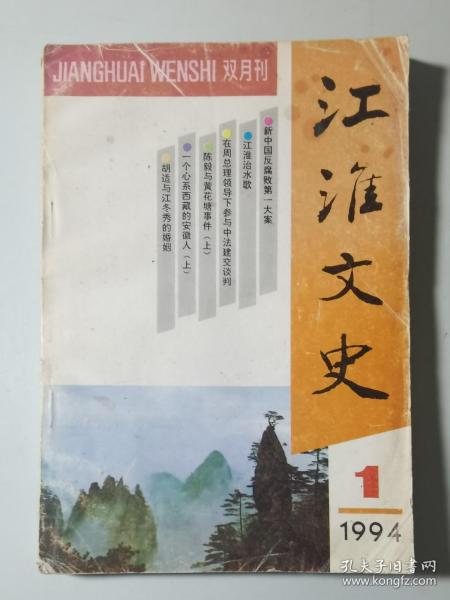 JIANGHUAI WENSHI 双月刊
江淮文史
新中国反腐败第一大案
江淮治水歌
在周总理领导下参与中法建交谈判
陈毅与黄花塘事件（上）
一个心系西藏的安徽人（上）
胡适与江冬秀的婚姻
1
1994
孔夫子旧书网
www.kongfz.com